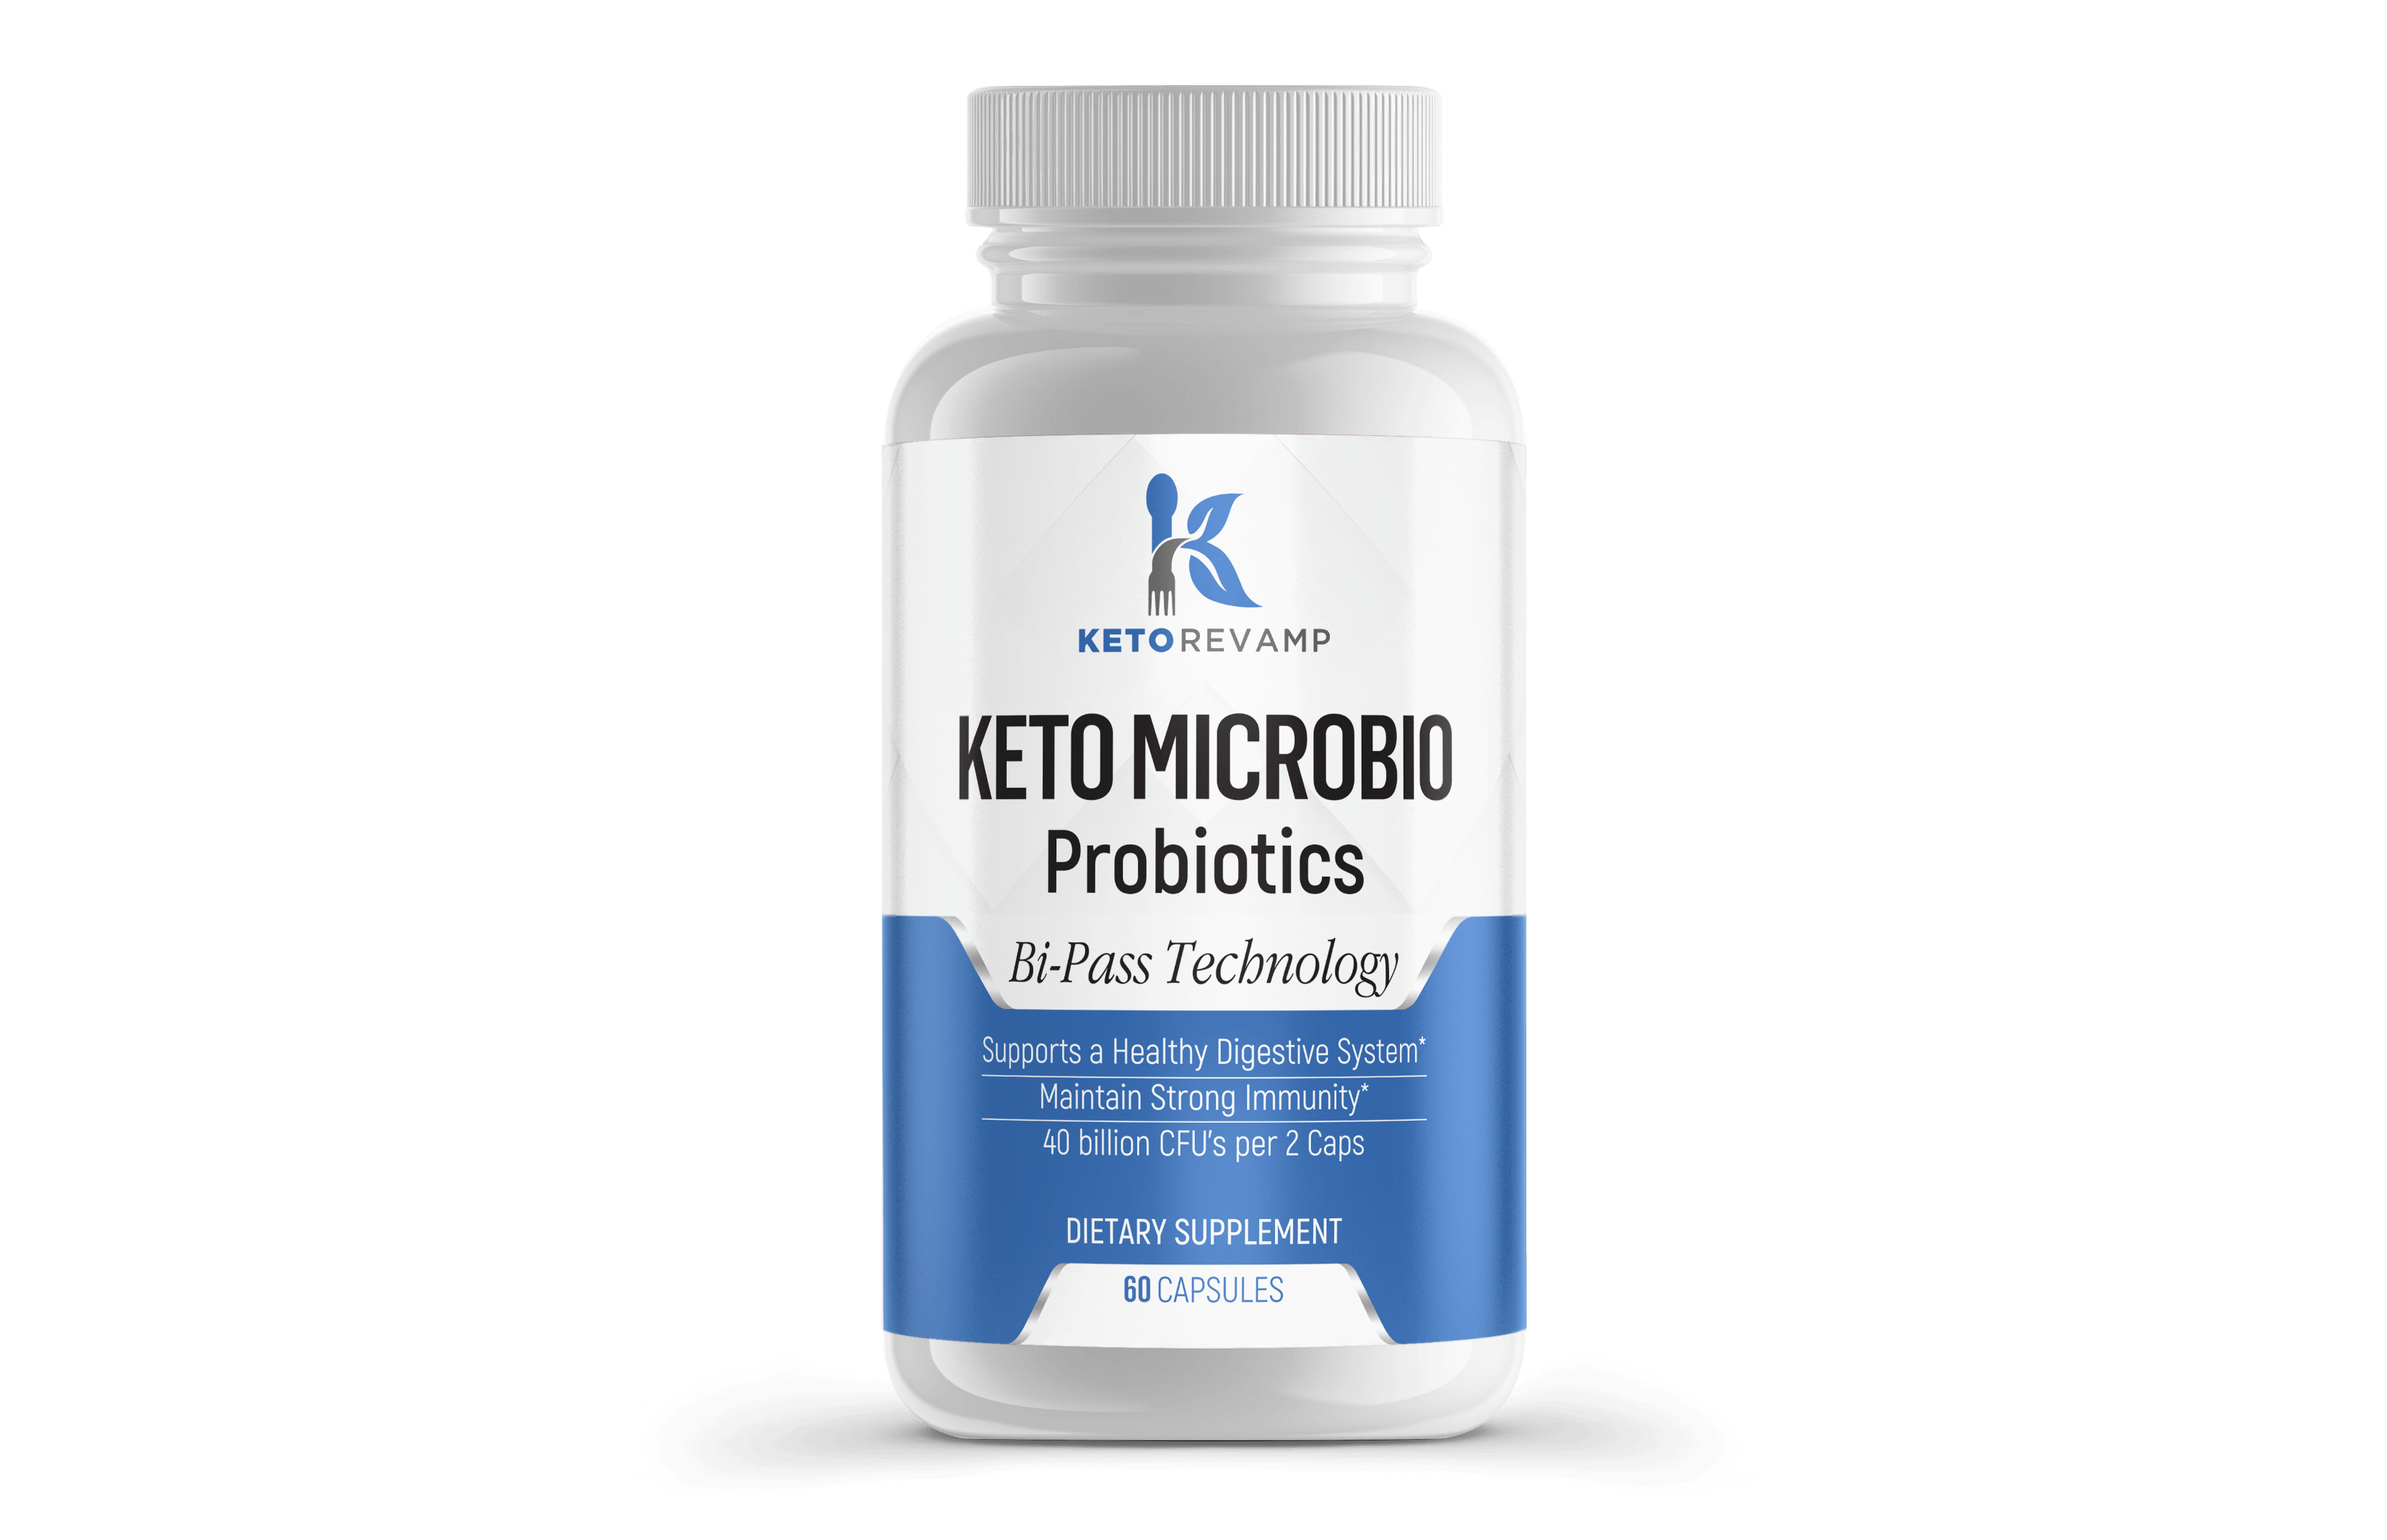 KETOREVAMP
KETO MICROBIO
Probiotics
Bi-Pass Technology
Supports a Healthy Digestive System*
Maintain Strong Immunity*
40 billion CFU's per 2 Caps
DIETARY SUPPLEMENT
60 CAPSULES